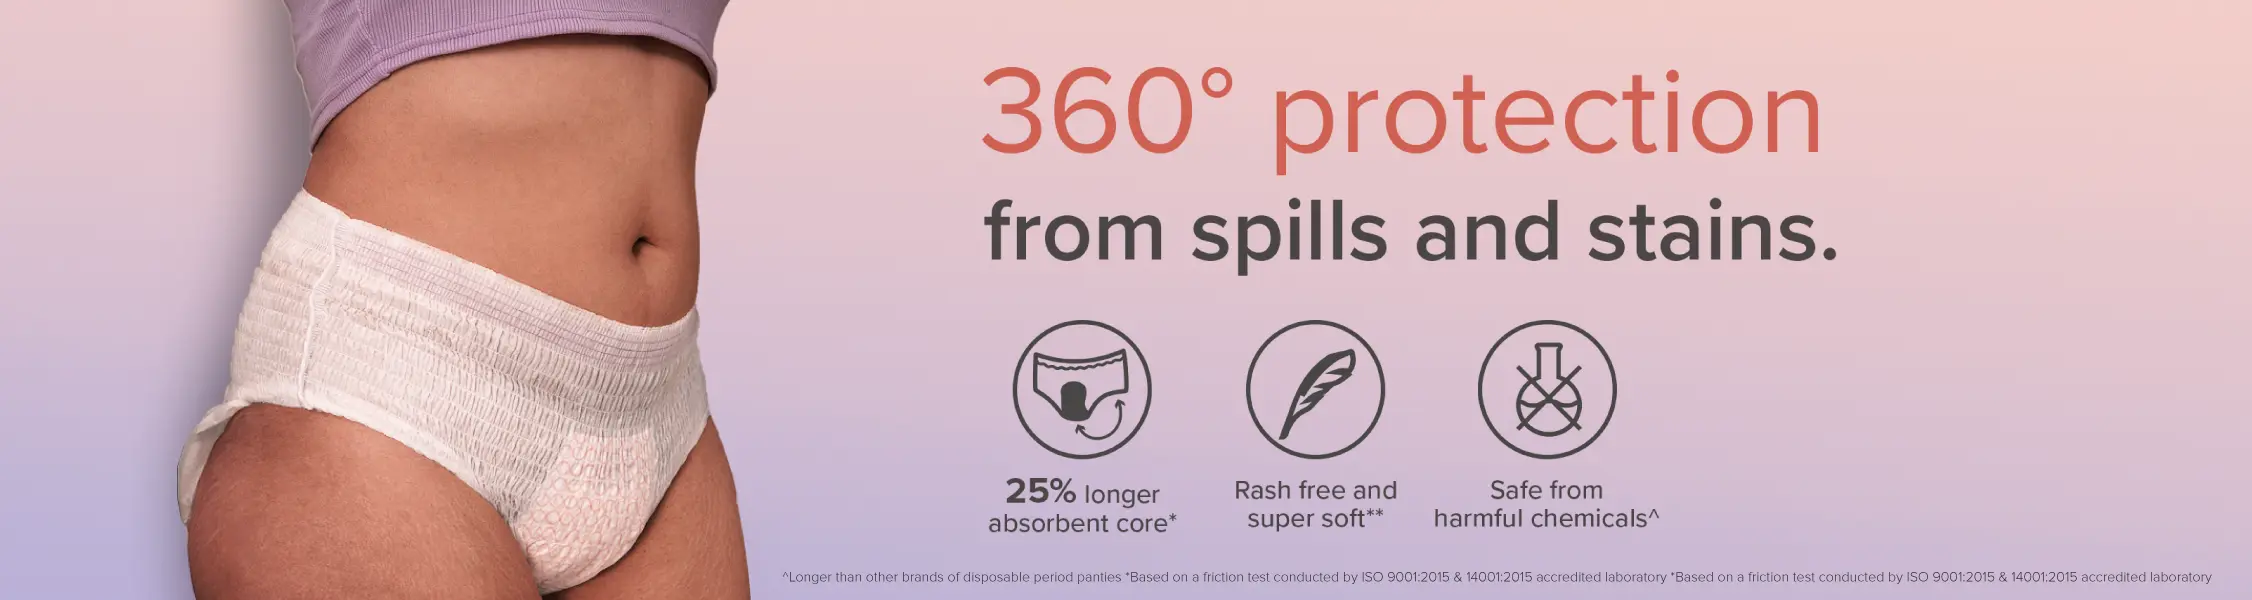 360° protection
from spills and stains.
25% longer
absorbent core*
Rash free and
super soft**
Safe from
harmful chemicals^
^Longer than other brands of disposable period panties *Based on a friction test conducted by ISO 9001:2015 & 14001:2015 accredited laboratory *Based on a friction test conducted by ISO 9001:2015 & 14001:2015 accredited laboratory